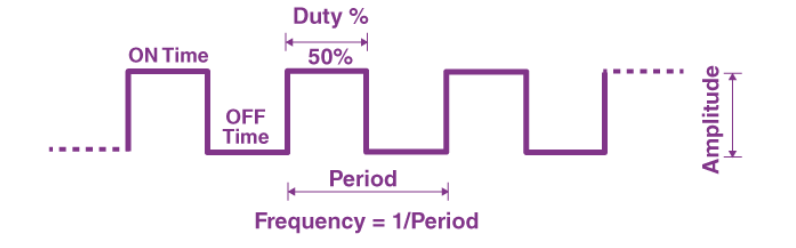 Duty %
ON Time
50%
OFF
Time
Amplitude
Period
Frequency = 1/Period